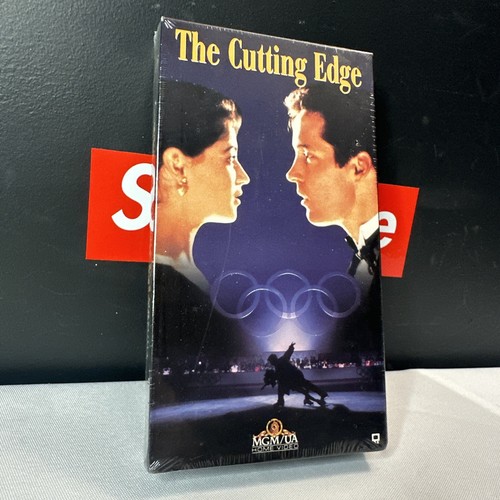 The Cutting Edge
S
e
MGM/UA
HOME VIDEO